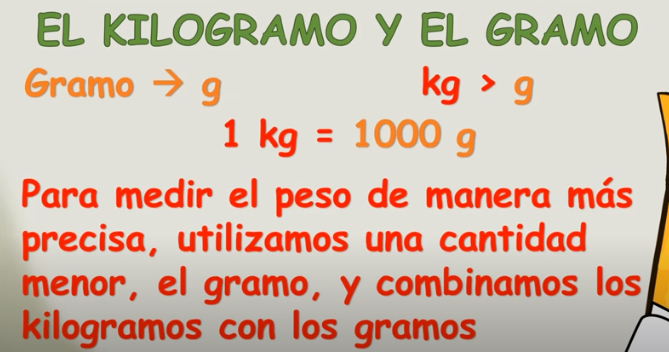 EL KILOGRAMO Y EL GRAMO
Gramo → g kg > g
1 kg = 1000 g
Para medir el peso de manera más
precisa, utilizamos una cantidad
menor, el gramo, y combinamos los
kilogramos con los gramos